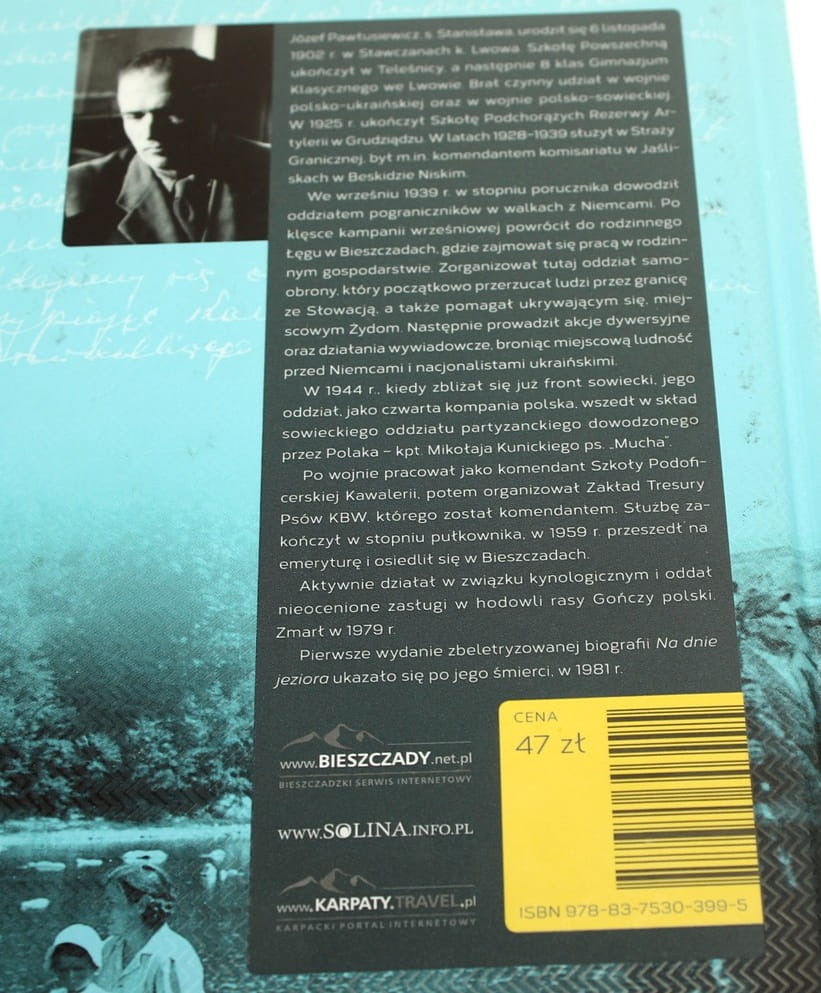 Józef Pawłusiewicz s. Stanisława, urodził się 6 listopada
1902 r. w Stawczanach k. Lwowa. Szkołę Powszechną
ukończył w Teleśnicy, a następnie 8 klas Gimnazjum
Klasycznego we Lwowie. Brał czynny udział w wojnie
polsko-ukraińskiej oraz w wojnie polsko-sowieckiej.
W 1925 r. ukończył Szkołę Podchorążych Rezerwy Ar-
tylerii w Grudziądzu. W latach 1928-1939 służył w Straży
Granicznej, był m.in. komendantem komisariatu w Jaśli-
skach w Beskidzie Niskim.
We wrześniu 1939 r. w stopniu porucznika dowodził
oddziałem pograniczników w walkach z Niemcami. Po
klęsce kampanii wrześniowej powrócił do rodzinnego
Łęgu w Bieszczadach, gdzie zajmował się pracą w rodzin-
nym gospodarstwie. Zorganizował tutaj oddział samo-
obrony, który początkowo przerzucał ludzi przez granicę
ze Słowacją, a także pomagał ukrywającym się, miej-
scowym Żydom. Następnie prowadził akcje dywersyjne
oraz działania wywiadowcze, broniąc miejscową ludność
przed Niemcami i nacjonalistami ukraińskimi.
W 1944 r., kiedy zbliżał się już front sowiecki, jego
oddział, jako czwarta kompania polska, wszedł w skład
sowieckiego oddziału partyzanckiego dowodzonego
przez Polaka – kpt. Mikołaja Kunickiego ps. „Mucha".
Po wojnie pracował jako komendant Szkoły Podofi-
cerskiej Kawalerii, potem organizował Zakład Tresury
Psów KBW, którego został komendantem. Służbę za-
kończył w stopniu pułkownika, w 1959 r. przeszedł na
emeryturę i osiedlił się w Bieszczadach.
Aktywnie działał w związku kynologicznym i oddał
nieocenione zasługi w hodowli rasy Gończy polski.
Zmarł w 1979 r.
Pierwsze wydanie zbeletryzowanej biografii Na dnie
jeziora ukazało się po jego śmierci, w 1981 r.
www.BIESZCZADY.net.pl
BIESZCZADZKI SERWIS INTERNETOWY
www.SOLINA.INFO.PL
www.KARPATY.TRAVEL.pl
KARPACKI PORTAL INTERNETOWY
CENA
47 zł
ISBN 978-83-7530-399-5